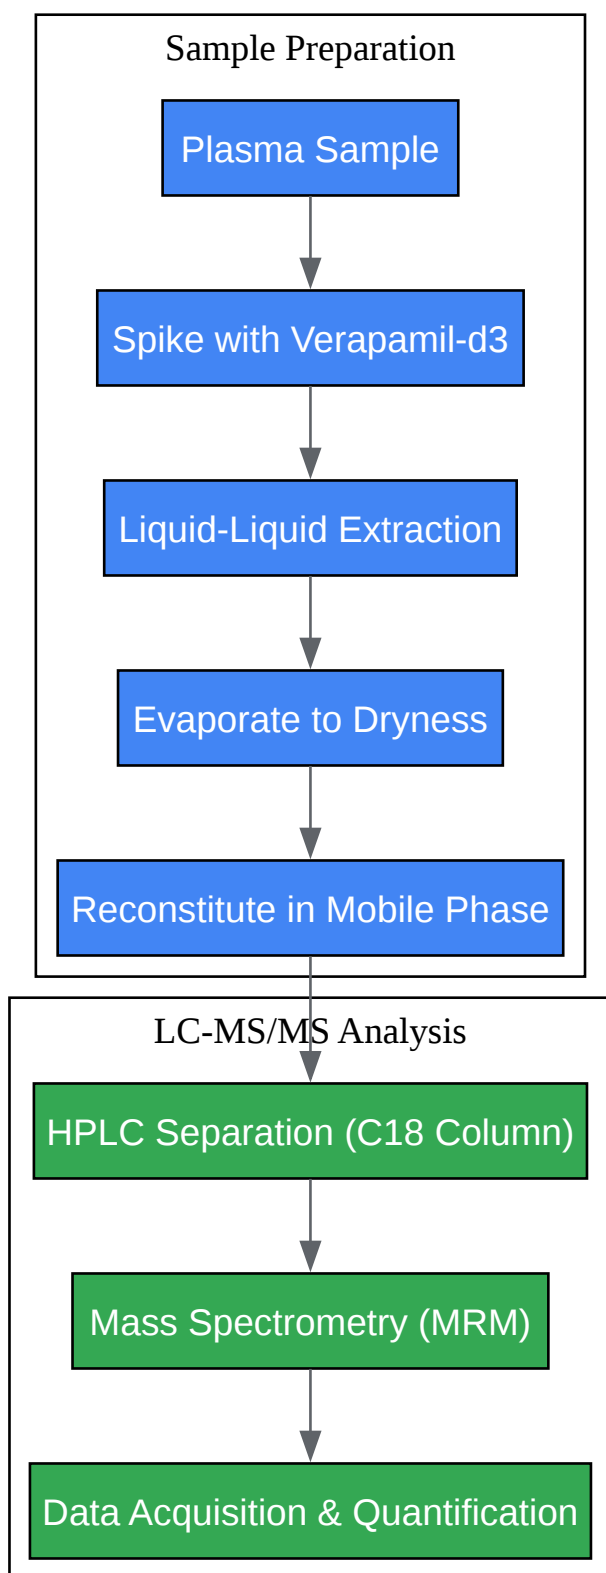 Sample Preparation
Plasma Sample
Spike with Verapamil-d3
Liquid-Liquid Extraction
Evaporate to Dryness
Reconstitute in Mobile Phase
LC-MS/MS Analysis
HPLC Separation (C18 Column)
Mass Spectrometry (MRM)
Data Acquisition & Quantification